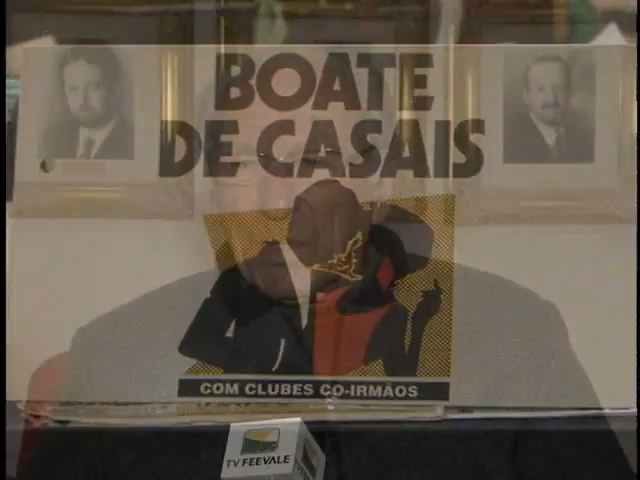 BOATE
DE CASAIS
COM CLUBES CO-IRMÃOS
TV FEEVALE